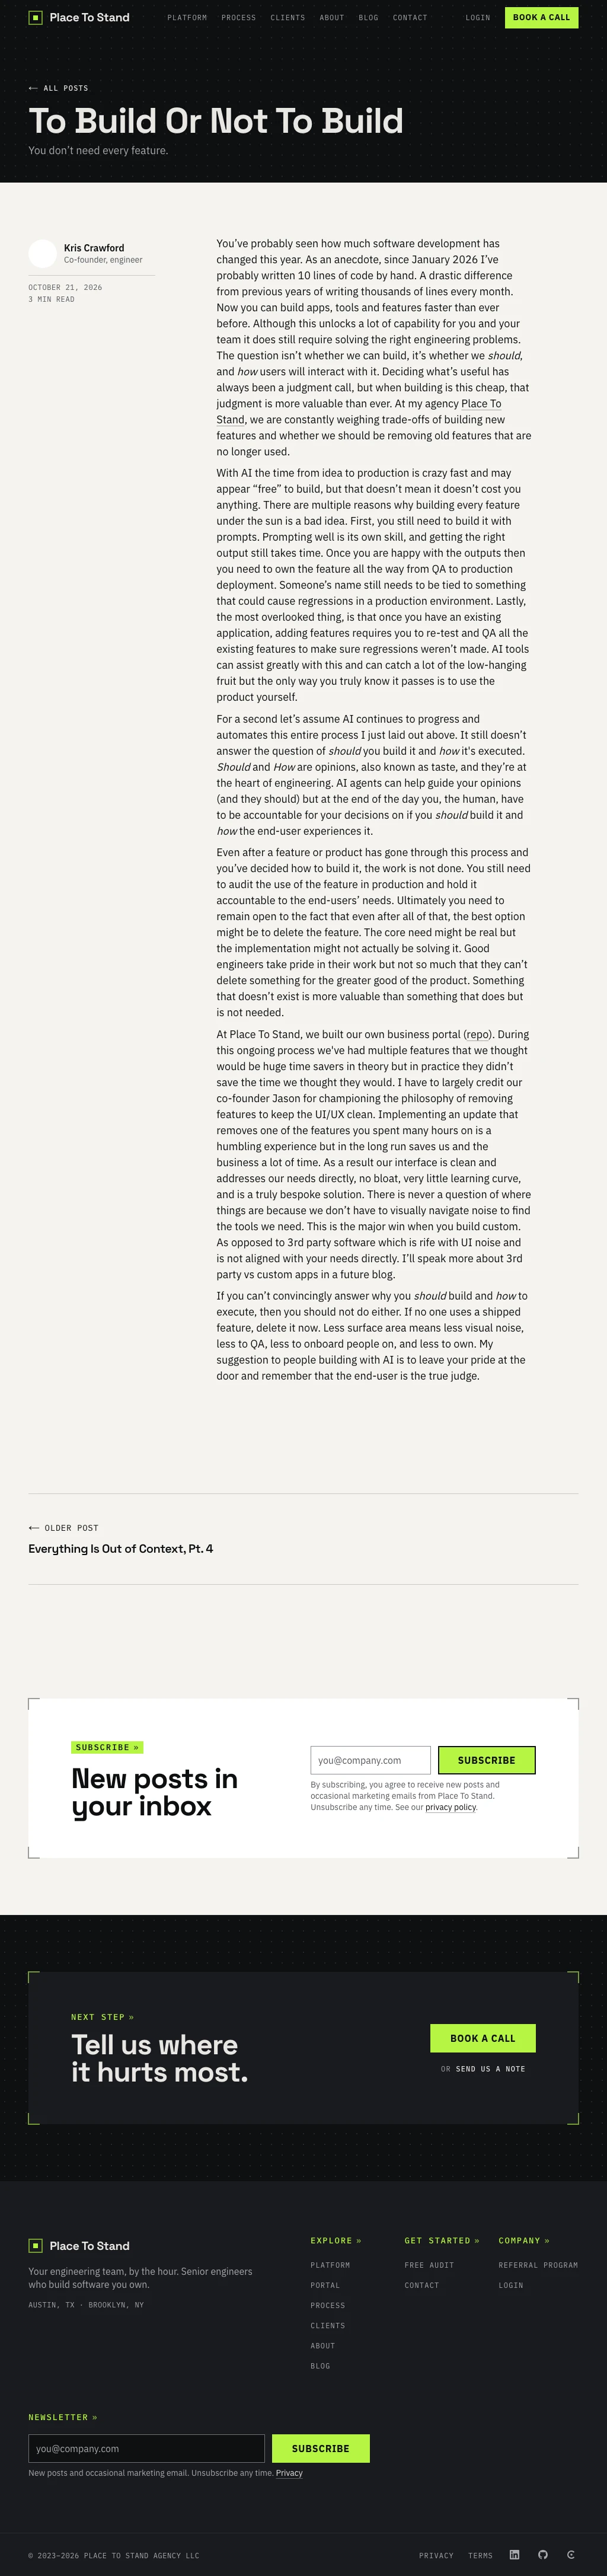 Place To Stand
PLATFORM PROCESS CLIENTS ABOUT BLOG CONTACT LOGIN BOOK A CALL
← ALL POSTS
To Build Or Not To Build
You don’t need every feature.
Kris Crawford
Co-founder, engineer
OCTOBER 21, 2026
3 MIN READ
You’ve probably seen how much software development has
changed this year. As an anecdote, since January 2026 I’ve
probably written 10 lines of code by hand. A drastic difference
from previous years of writing thousands of lines every month.
Now you can build apps, tools and features faster than ever
before. Although this unlocks a lot of capability for you and your
team it does still require solving the right engineering problems.
The question isn’t whether we can build, it’s whether we should,
and how users will interact with it. Deciding what’s useful has
always been a judgment call, but when building is this cheap, that
judgment is more valuable than ever. At my agency Place To
Stand, we are constantly weighing trade-offs of building new
features and whether we should be removing old features that are
no longer used.
With AI the time from idea to production is crazy fast and may
appear “free” to build, but that doesn’t mean it doesn’t cost you
anything. There are multiple reasons why building every feature
under the sun is a bad idea. First, you still need to build it with
prompts. Prompting well is its own skill, and getting the right
output still takes time. Once you are happy with the outputs then
you need to own the feature all the way from QA to production
deployment. Someone’s name still needs to be tied to something
that could cause regressions in a production environment. Lastly,
the most overlooked thing, is that once you have an existing
application, adding features requires you to re-test and QA all the
existing features to make sure regressions weren’t made. AI tools
can assist greatly with this and can catch a lot of the low-hanging
fruit but the only way you truly know it passes is to use the
product yourself.
For a second let’s assume AI continues to progress and
automates this entire process I just laid out above. It still doesn’t
answer the question of should you build it and how it's executed.
Should and How are opinions, also known as taste, and they’re at
the heart of engineering. AI agents can help guide your opinions
(and they should) but at the end of the day you, the human, have
to be accountable for your decisions on if you should build it and
how the end-user experiences it.
Even after a feature or product has gone through this process and
you’ve decided how to build it, the work is not done. You still need
to audit the use of the feature in production and hold it
accountable to the end-users’ needs. Ultimately you need to
remain open to the fact that even after all of that, the best option
might be to delete the feature. The core need might be real but
the implementation might not actually be solving it. Good
engineers take pride in their work but not so much that they can’t
delete something for the greater good of the product. Something
that doesn’t exist is more valuable than something that does but
is not needed.
At Place To Stand, we built our own business portal (repo). During
this ongoing process we've had multiple features that we thought
would be huge time savers in theory but in practice they didn’t
save the time we thought they would. I have to largely credit our
co-founder Jason for championing the philosophy of removing
features to keep the UI/UX clean. Implementing an update that
removes one of the features you spent many hours on is a
humbling experience but in the long run saves us and the
business a lot of time. As a result our interface is clean and
addresses our needs directly, no bloat, very little learning curve,
and is a truly bespoke solution. There is never a question of where
things are because we don’t have to visually navigate noise to find
the tools we need. This is the major win when you build custom.
As opposed to 3rd party software which is rife with UI noise and
is not aligned with your needs directly. I’ll speak more about 3rd
party vs custom apps in a future blog.
If you can’t convincingly answer why you should build and how to
execute, then you should not do either. If no one uses a shipped
feature, delete it now. Less surface area means less visual noise,
less to QA, less to onboard people on, and less to own. My
suggestion to people building with AI is to leave your pride at the
door and remember that the end-user is the true judge.
← OLDER POST
Everything Is Out of Context, Pt. 4
SUBSCRIBE »
New posts in
your inbox
you@company.com SUBSCRIBE
By subscribing, you agree to receive new posts and
occasional marketing emails from Place To Stand.
Unsubscribe any time. See our privacy policy.
NEXT STEP »
Tell us where
it hurts most.
BOOK A CALL
OR SEND US A NOTE
Place To Stand
Your engineering team, by the hour. Senior engineers
who build software you own.
AUSTIN, TX · BROOKLYN, NY
EXPLORE »
PLATFORM
PORTAL
PROCESS
CLIENTS
ABOUT
BLOG
GET STARTED »
FREE AUDIT
CONTACT
COMPANY »
REFERRAL PROGRAM
LOGIN
NEWSLETTER »
you@company.com SUBSCRIBE
New posts and occasional marketing email. Unsubscribe any time. Privacy
© 2023–2026 PLACE TO STAND AGENCY LLC
PRIVACY TERMS